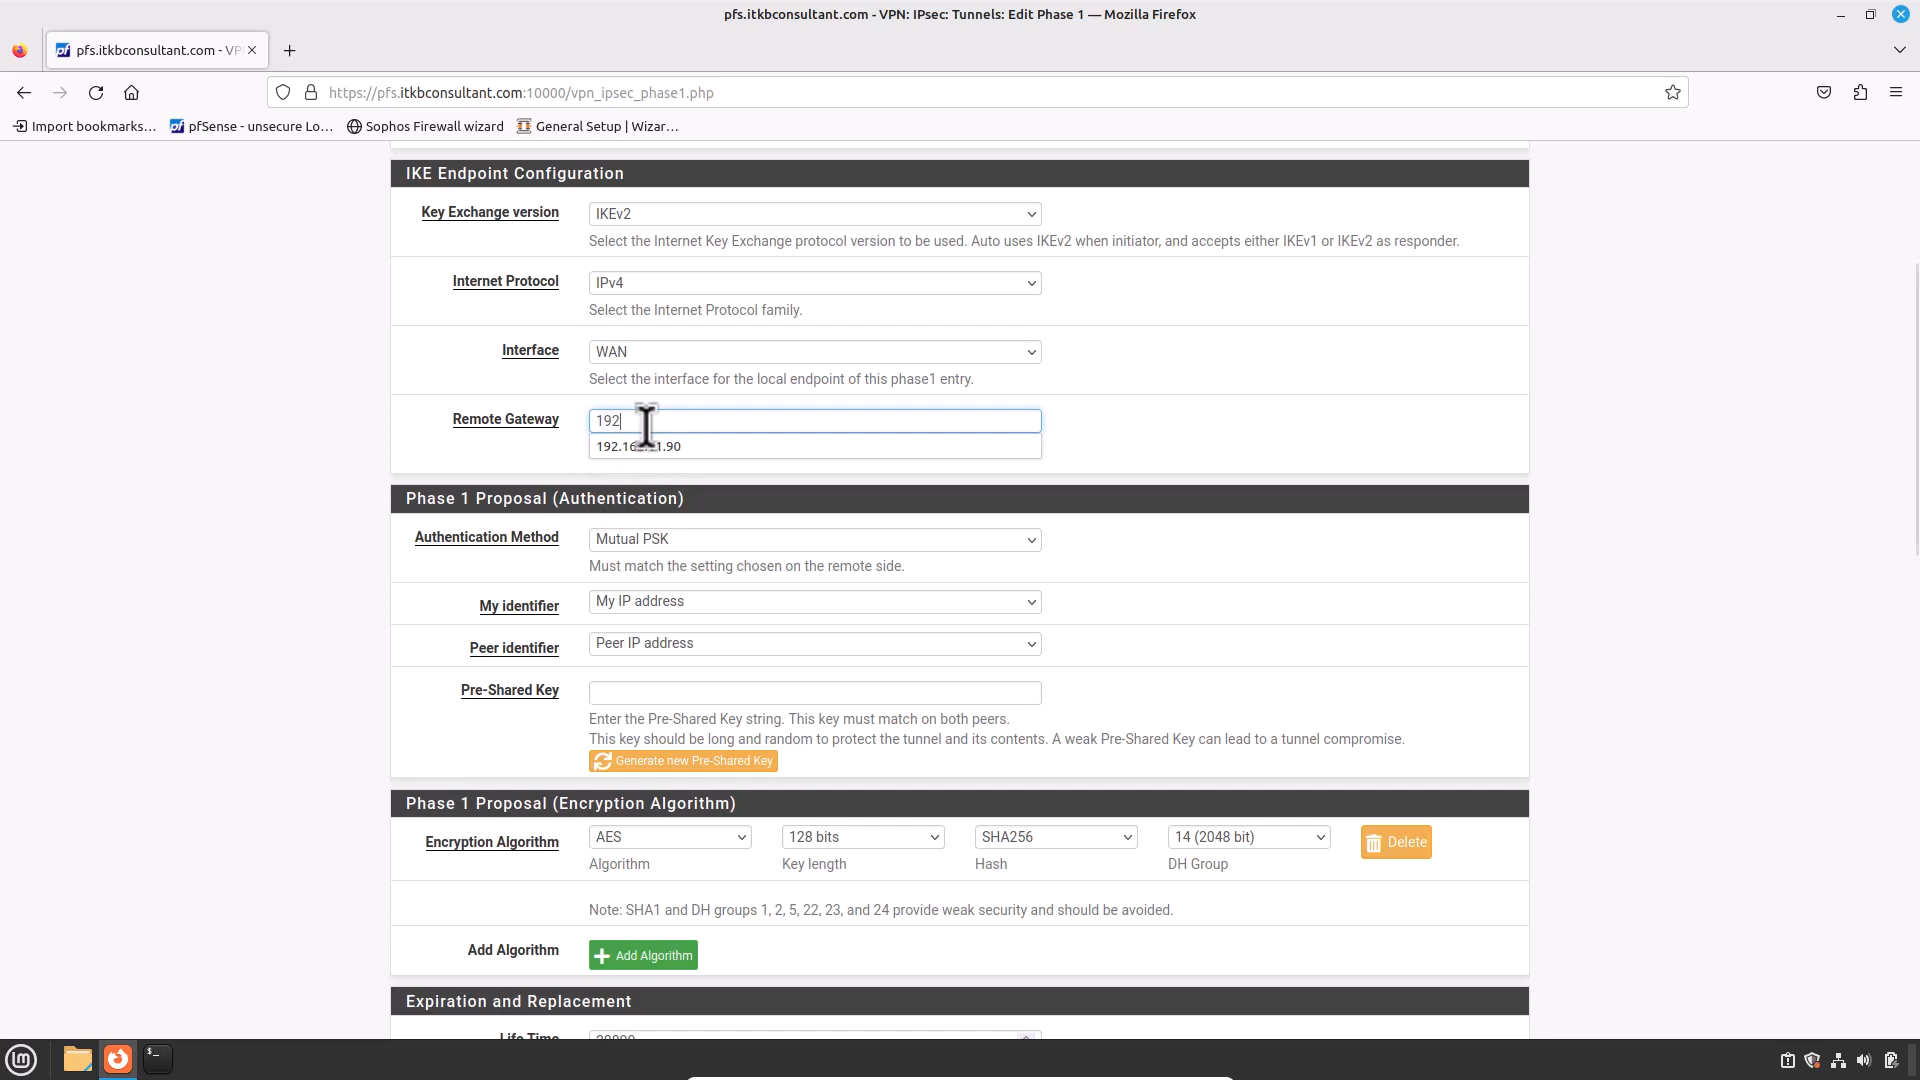 pfs.itkbconsultant.com - VPN: IPsec: Tunnels: Edit Phase 1 — Mozilla Firefox
pfs.itkbconsultant.com - VP
https://pfs.itkbconsultant.com:10000/vpn_ipsec_phase1.php
Import bookmarks... pfSense - unsecure Lo... Sophos Firewall wizard General Setup | Wizar...
IKE Endpoint Configuration
Key Exchange version IKEv2
Select the Internet Key Exchange protocol version to be used. Auto uses IKEv2 when initiator, and accepts either IKEv1 or IKEv2 as responder.
Internet Protocol IPv4
Select the Internet Protocol family.
Interface WAN
Select the interface for the local endpoint of this phase1 entry.
Remote Gateway 192
Phase 1 Proposal (Authentication)
Authentication Method Mutual PSK
Must match the setting chosen on the remote side.
My identifier My IP address
Peer identifier Peer IP address
Pre-Shared Key
Enter the Pre-Shared Key string. This key must match on both peers.
This key should be long and random to protect the tunnel and its contents. A weak Pre-Shared Key can lead to a tunnel compromise.
Generate new Pre-Shared Key
Phase 1 Proposal (Encryption Algorithm)
Encryption Algorithm AES 128 bits SHA256 14 (2048 bit) Delete
Algorithm Key length Hash DH Group
Note: SHA1 and DH groups 1, 2, 5, 22, 23, and 24 provide weak security and should be avoided.
Add Algorithm Add Algorithm
Expiration and Replacement
Life Time